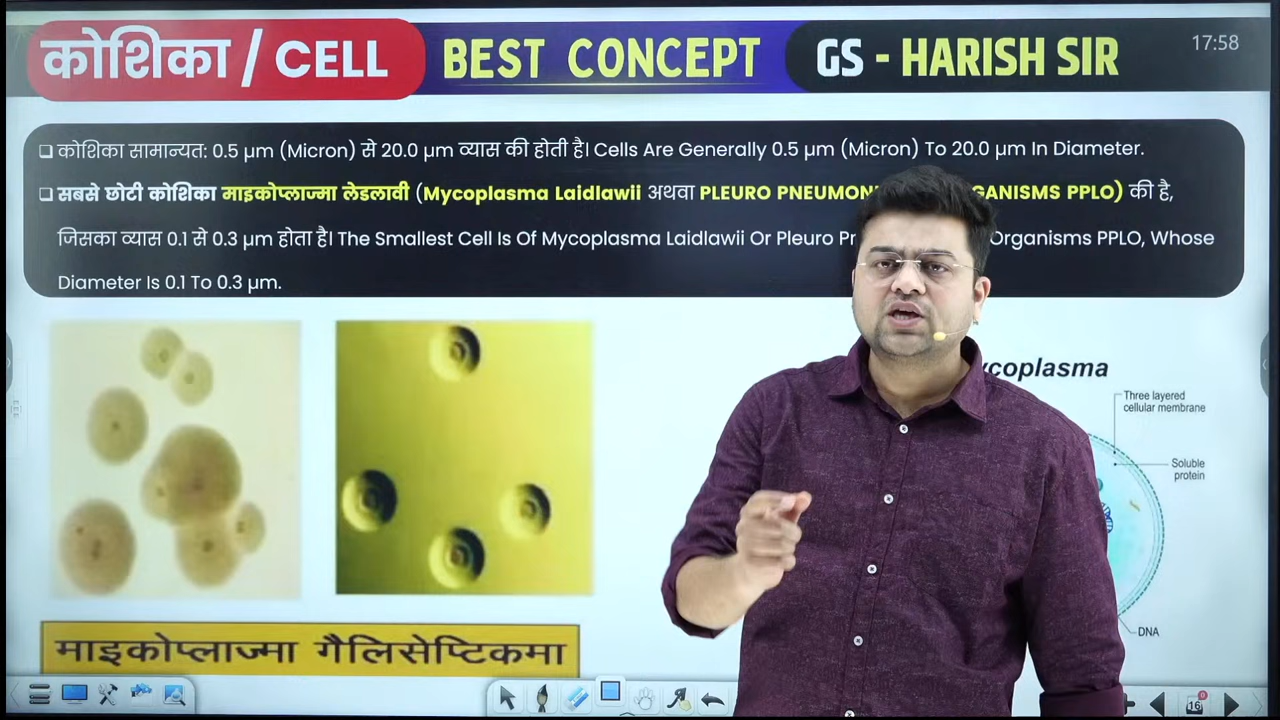 कोशिका / CELL BEST CONCEPT GS - HARISH SIR 17:58
❑ कोशिका सामान्यत: 0.5 µm (Micron) से 20.0 µm व्यास की होती है। Cells Are Generally 0.5 µm (Micron) To 20.0 µm In Diameter.
❑ सबसे छोटी कोशिका माइकोप्लाज्मा लेडलावी (Mycoplasma Laidlawii अथवा PLEURO PNEUMON GANISMS PPLO) की है,
जिसका व्यास 0.1 से 0.3 µm होता है। The Smallest Cell Is Of Mycoplasma Laidlawii Or Pleuro Pr Organisms PPLO, Whose
Diameter Is 0.1 To 0.3 µm.
ycoplasma
Three layered
cellular membrane
Soluble
protein
DNA
माइकोप्लाज्मा गैलिसेप्टिकमा
16